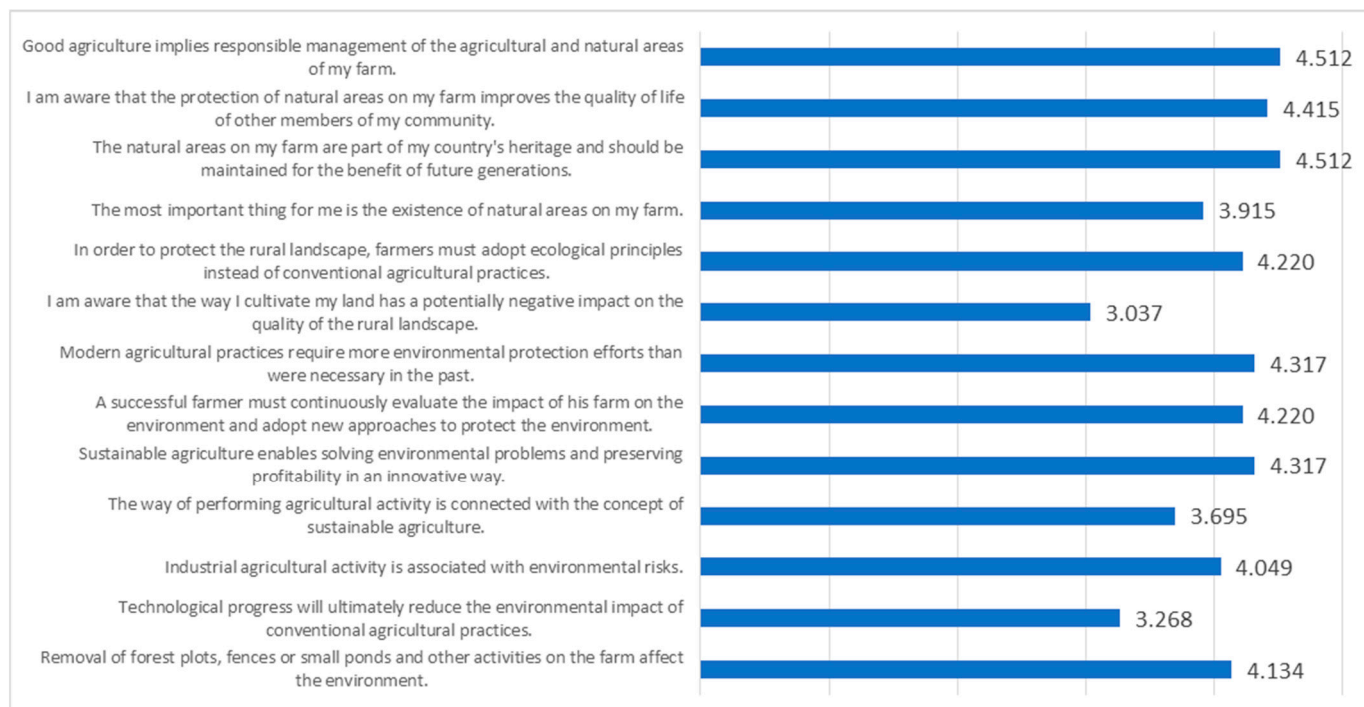 Good agriculture implies responsible management of the agricultural and natural areas
of my farm.
4.512
I am aware that the protection of natural areas on my farm improves the quality of life
of other members of my community.
4.415
The natural areas on my farm are part of my country's heritage and should be
maintained for the benefit of future generations.
4.512
The most important thing for me is the existence of natural areas on my farm.
3.915
In order to protect the rural landscape, farmers must adopt ecological principles
instead of conventional agricultural practices.
4.220
I am aware that the way I cultivate my land has a potentially negative impact on the
quality of the rural landscape.
3.037
Modern agricultural practices require more environmental protection efforts than
were necessary in the past.
4.317
A successful farmer must continuously evaluate the impact of his farm on the
environment and adopt new approaches to protect the environment.
4.220
Sustainable agriculture enables solving environmental problems and preserving
profitability in an innovative way.
4.317
The way of performing agricultural activity is connected with the concept of
sustainable agriculture.
3.695
Industrial agricultural activity is associated with environmental risks.
4.049
Technological progress will ultimately reduce the environmental impact of
conventional agricultural practices.
3.268
Removal of forest plots, fences or small ponds and other activities on the farm affect
the environment.
4.134